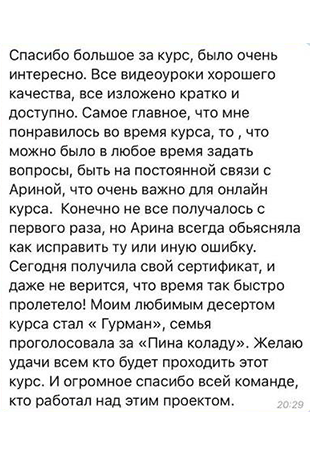 Спасибо большое за курс, было очень
интересно. Все видеоуроки хорошего
качества, все изложено кратко и
доступно. Самое главное, что мне
понравилось во время курса, то , что
можно было в любое время задать
вопросы, быть на постоянной связи с
Ариной, что очень важно для онлайн
курса.  Конечно не все получалось с
первого раза, но Арина всегда обьясняла
как исправить ту или иную ошибку.
Сегодня получила свой сертификат, и
даже не верится, что время так быстро
пролетело! Моим любимым десертом
курса стал « Гурман», семья
проголосовала за «Пина коладу». Желаю
удачи всем кто будет проходить этот
курс. И огромное спасибо всей команде,
кто работал над этим проектом.
20:29